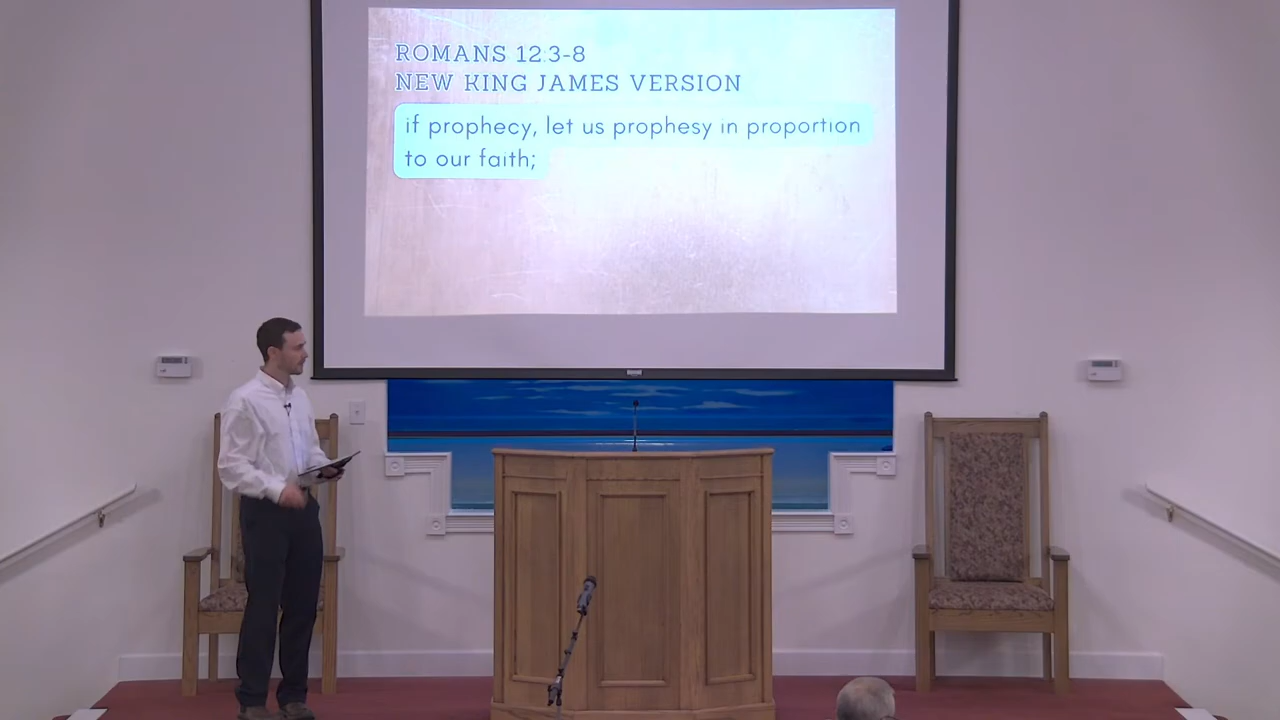 ROMANS 12:3-8
NEW KING JAMES VERSION
if prophecy, let us prophesy in proportion
to our faith;